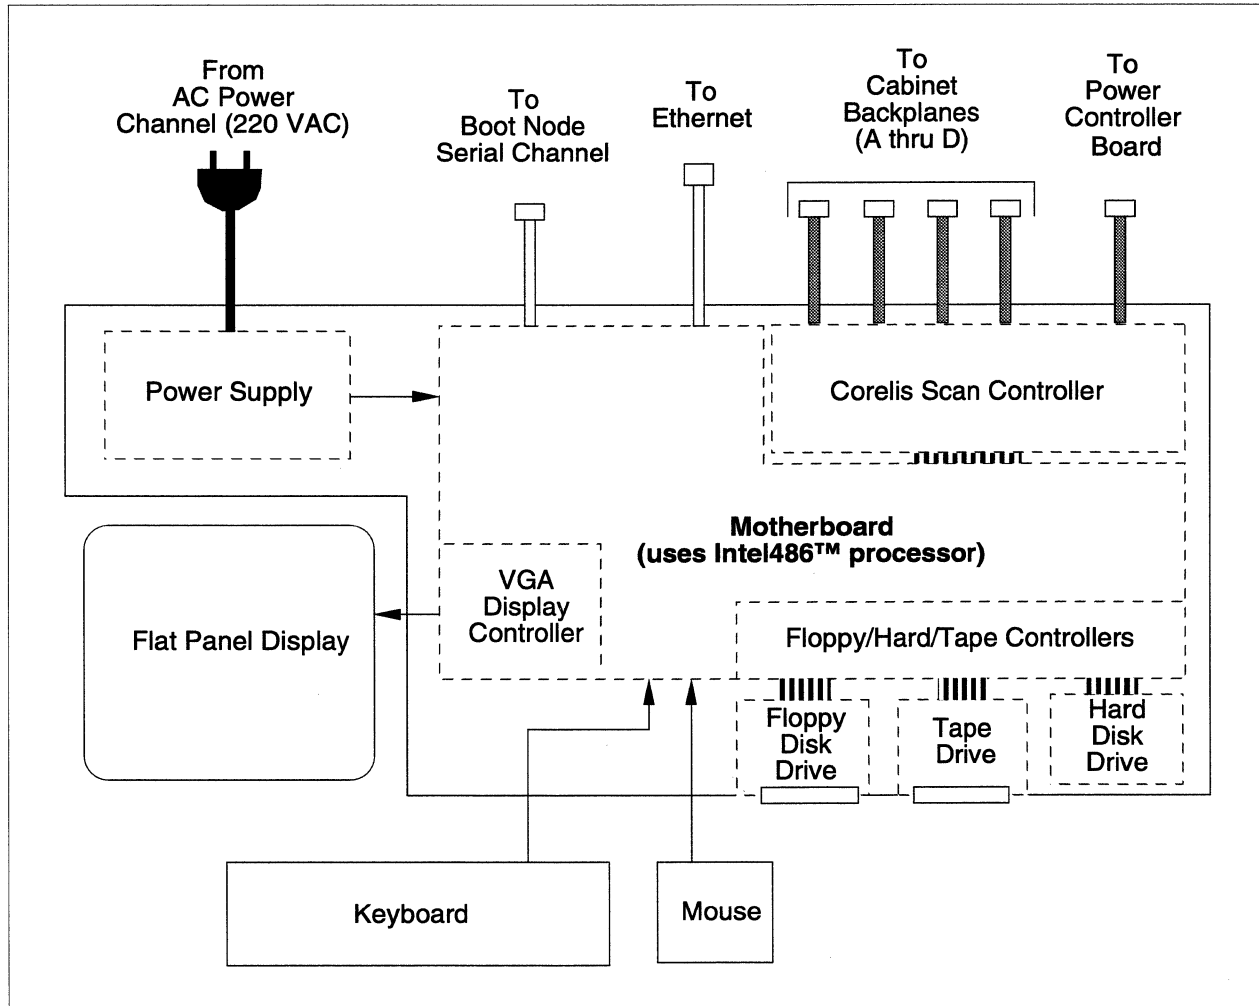 From
AC Power
Channel (220 VAC)
To
Boot Node
Serial Channel
To
Ethernet
To
Cabinet
Backplanes
(A thru D)
To
Power
Controller
Board
Power Supply
Corelis Scan Controller
Motherboard
(uses Intel486™ processor)
VGA
Display
Controller
Flat Panel Display
Floppy/Hard/Tape Controllers
Floppy
Disk
Drive
Tape
Drive
Hard
Disk
Drive
Keyboard
Mouse